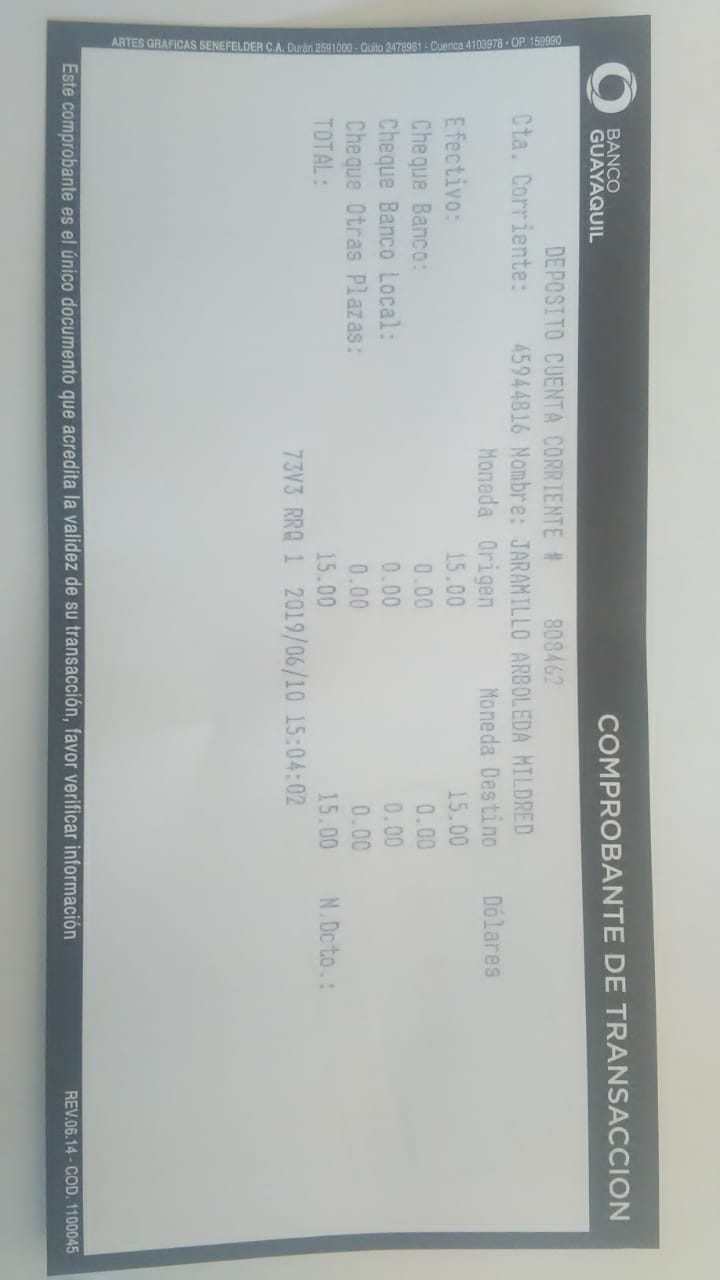 BANCO
GUAYAQUIL
COMPROBANTE DE TRANSACCION
DEPOSITO CUENTA CORRIENTE # 808462
Cta. Corriente: 45944816 Nombre: JARAMILLO ARBOLEDA MILDRED
Moneda Origen Moneda Destino Dólares
Efectivo: 15.00 15.00
Cheque Banco: 0.00 0.00
Cheque Banco Local: 0.00 0.00
Cheque Otras Plazas: 0.00 0.00
TOTAL: 15.00 15.00 N.Dcto.:
73V3 RRQ 1 2019/06/10 15:04:02
ARTES GRAFICAS SENEFELDER C.A. Durán 2591000 - Quito 2478961 - Cuenca 4103978 • OP 159990
Este comprobante es el único documento que acredita la validez de su transacción, favor verificar información
REV.06.14 - COD. 1100045